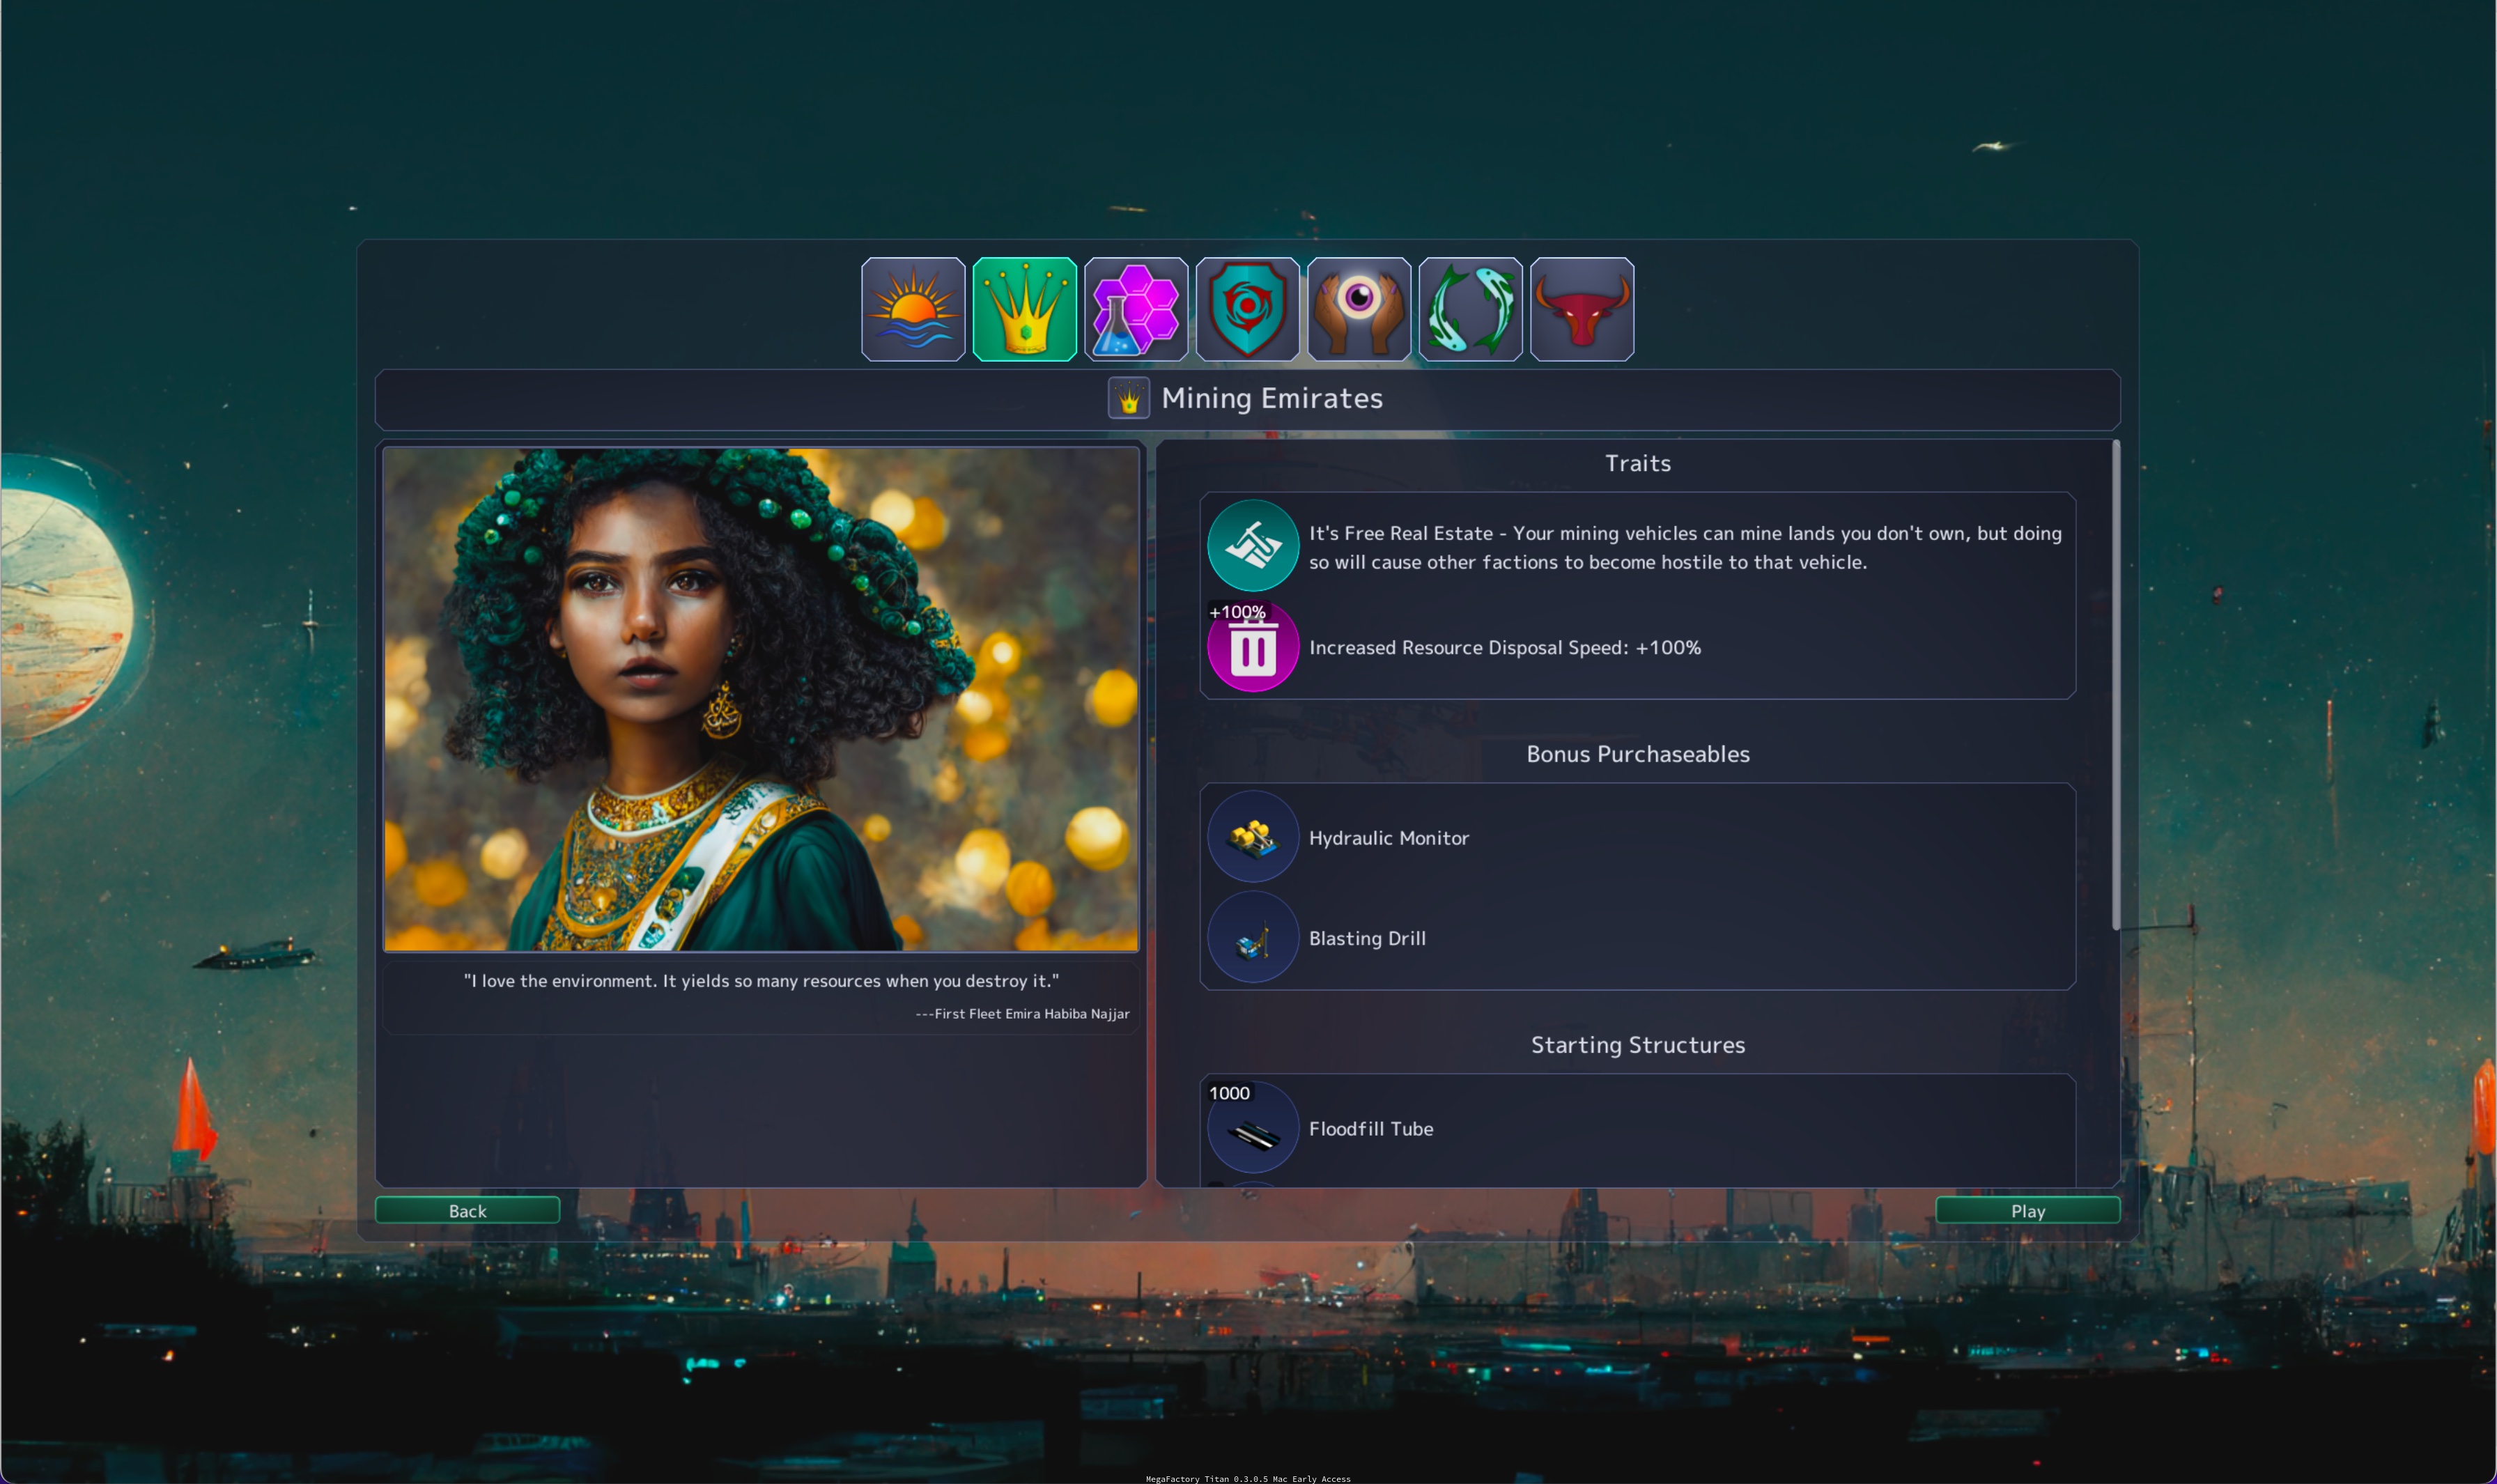 Mining Emirates
"I love the environment. It yields so many resources when you destroy it."
---First Fleet Emira Habiba Najjar
Traits
It's Free Real Estate - Your mining vehicles can mine lands you don't own, but doing
so will cause other factions to become hostile to that vehicle.
+100%
Increased Resource Disposal Speed: +100%
Bonus Purchaseables
Hydraulic Monitor
Blasting Drill
Starting Structures
1000
Floodfill Tube
Back
Play
MegaFactory Titan 0.3.0.5 Mac Early Access